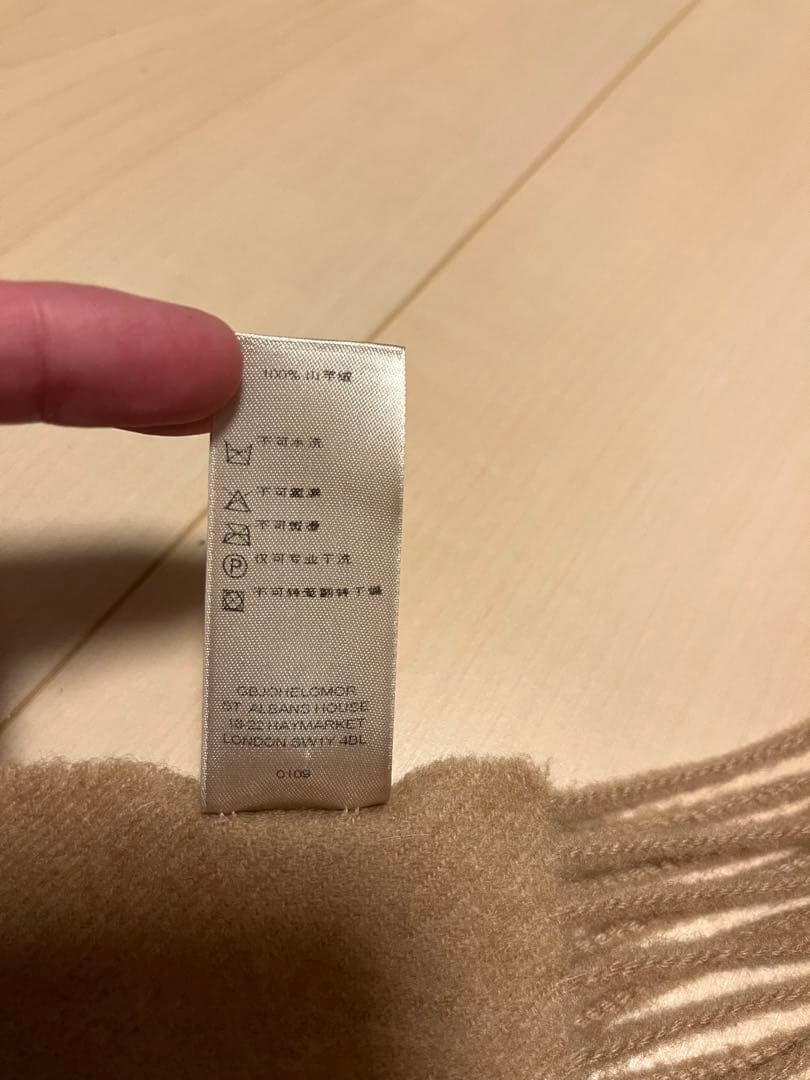 100% 山羊绒
不可水洗
不可漂染
不可熨烫
P 仅可专业干洗
不可转笼翻转干燥
GBJOHELCMOR
ST. ALBANS HOUSE
18-22 HAYMARKET
LONDON SW1Y 4BL
0109